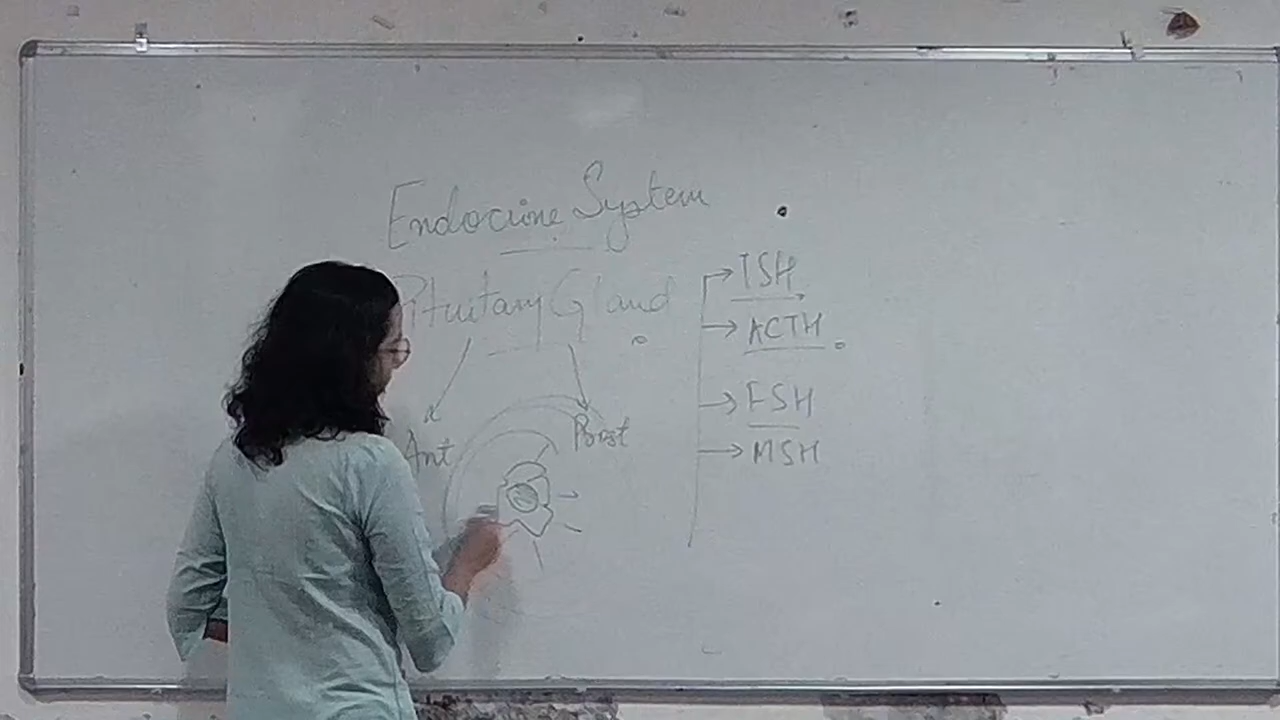 Endocrine System
Pituitary Gland
Ant
Post
TSH
ACTH
FSH
MSH